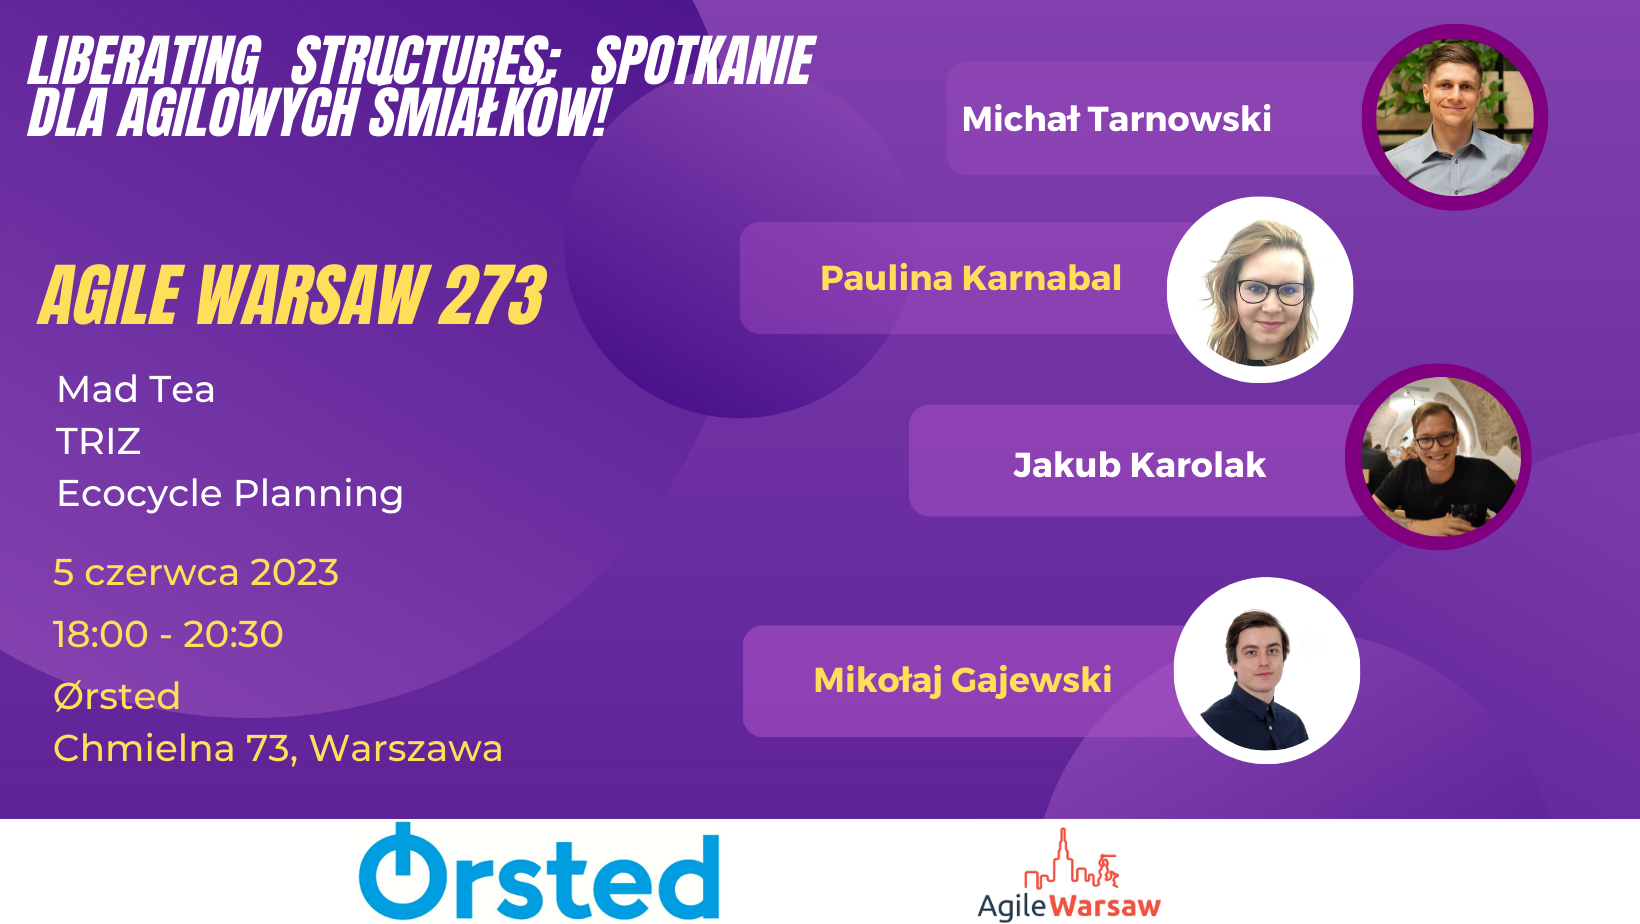 LIBERATING STRUCTURES: SPOTKANIE
DLA AGILOWYCH ŚMIAŁKÓW!
AGILE WARSAW 273
Mad Tea
TRIZ
Ecocycle Planning
5 czerwca 2023
18:00 - 20:30
Ørsted
Chmielna 73, Warszawa
Michał Tarnowski
Paulina Karnabal
Jakub Karolak
Mikołaj Gajewski
Ørsted
AgileWarsaw